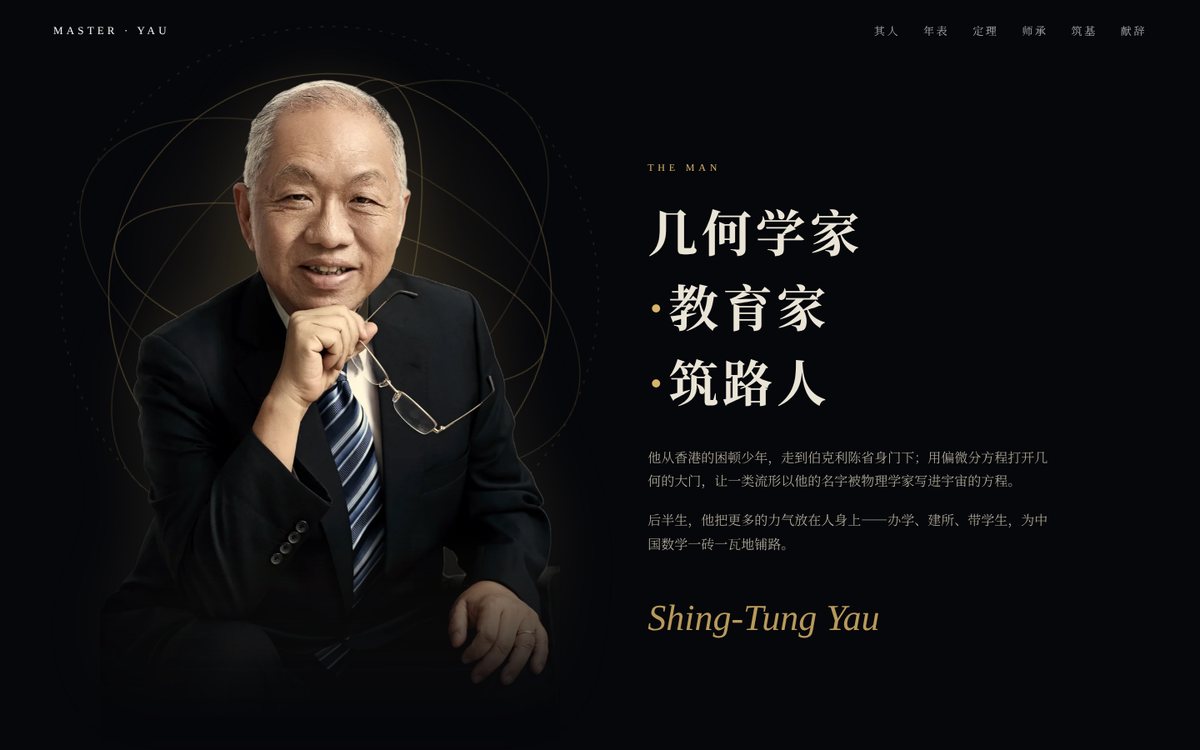 MASTER · YAU
其人 年表 定理 师承 筑基 献辞
THE MAN
几何学家
·教育家
·筑路人
他从香港的困顿少年，走到伯克利陈省身门下；用偏微分方程打开几
何的大门，让一类流形以他的名字被物理学家写进宇宙的方程。
后半生，他把更多的力气放在人身上——办学、建所、带学生，为中
国数学一砖一瓦地铺路。
Shing-Tung Yau